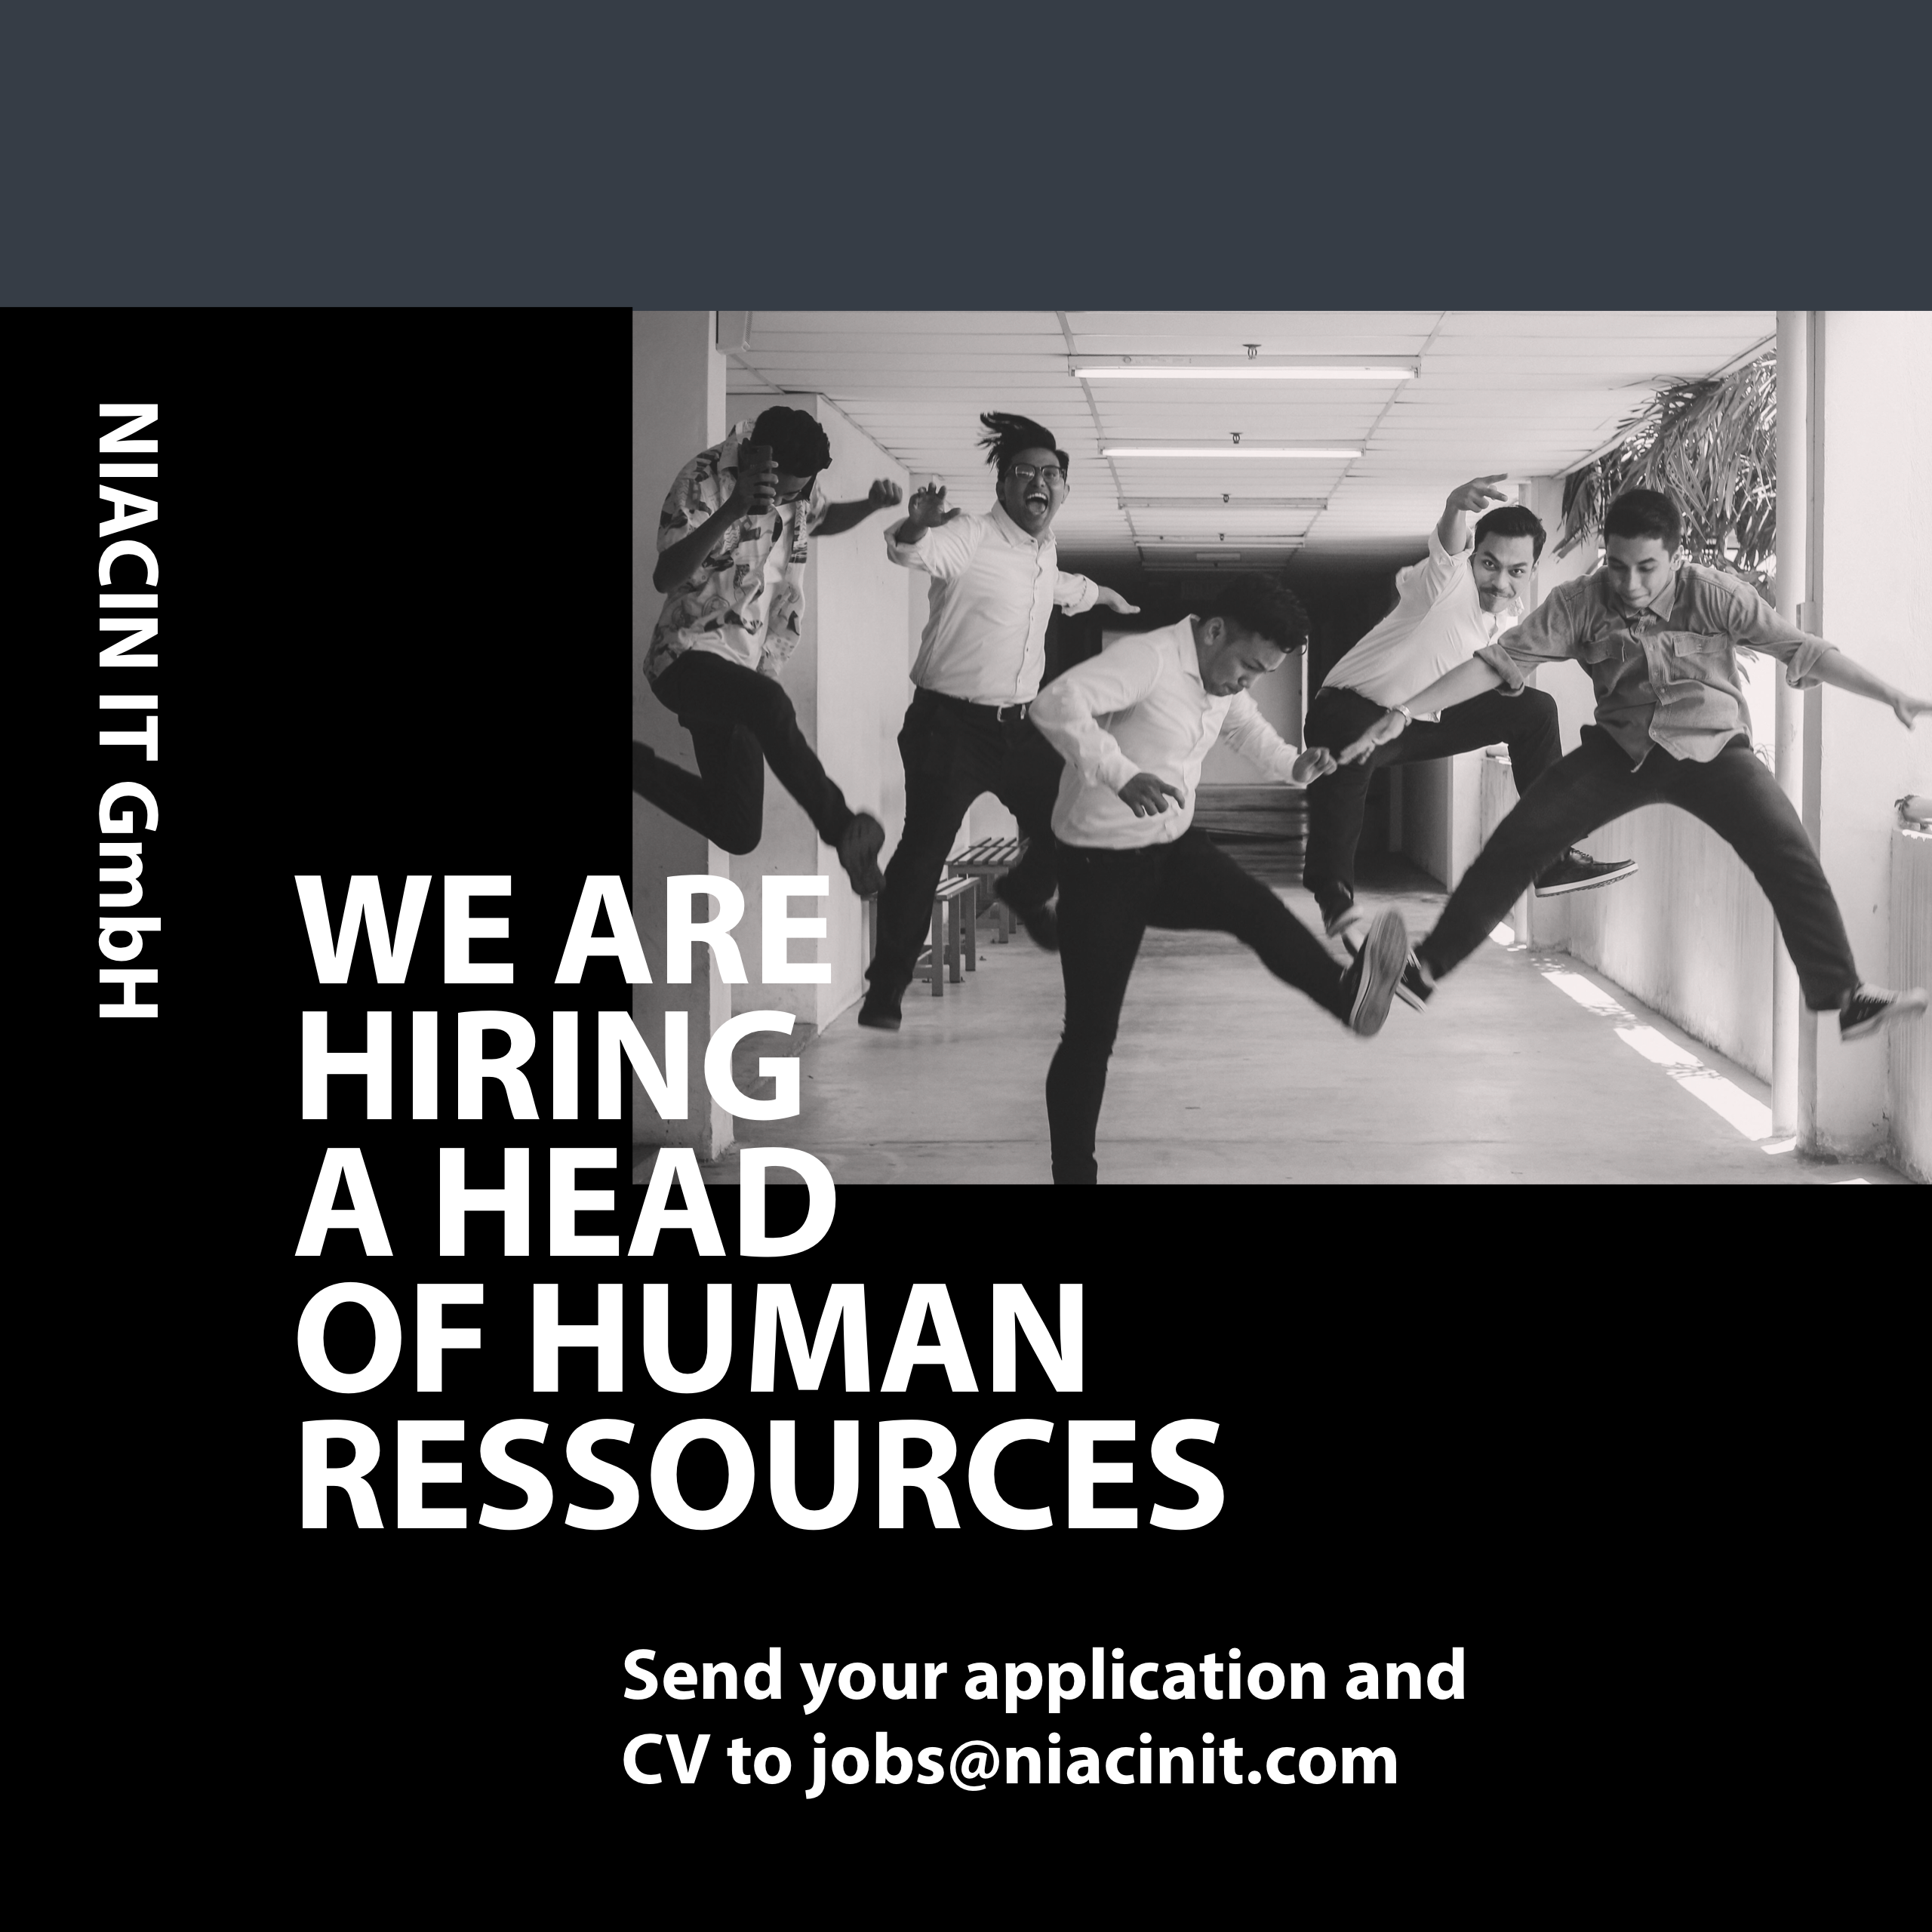 NIACIN IT GmbH
WE ARE
HIRING
A HEAD
OF HUMAN
RESSOURCES
Send your application and
CV to jobs@niacinit.com